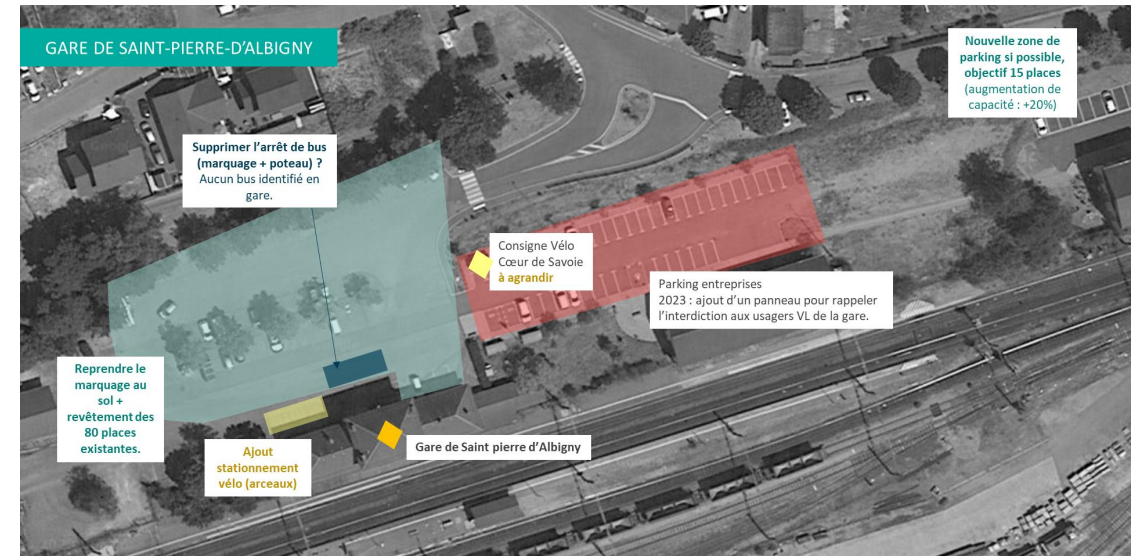 GARE DE SAINT-PIERRE-D'ALBIGNY
Nouvelle zone de
parking si possible,
objectif 15 places
(augmentation de
capacité : +20%)
Supprimer l'arrêt de bus
(marquage + poteau) ?
Aucun bus identifié en
gare.
Consigne Vélo
Cœur de Savoie
à agrandir
Parking entreprises
2023 : ajout d'un panneau pour rappeler
l'interdiction aux usagers VL de la gare.
Reprendre le
marquage au
sol +
revêtement des
80 places
existantes.
Ajout
stationnement
vélo (arceaux)
Gare de Saint pierre d'Albigny